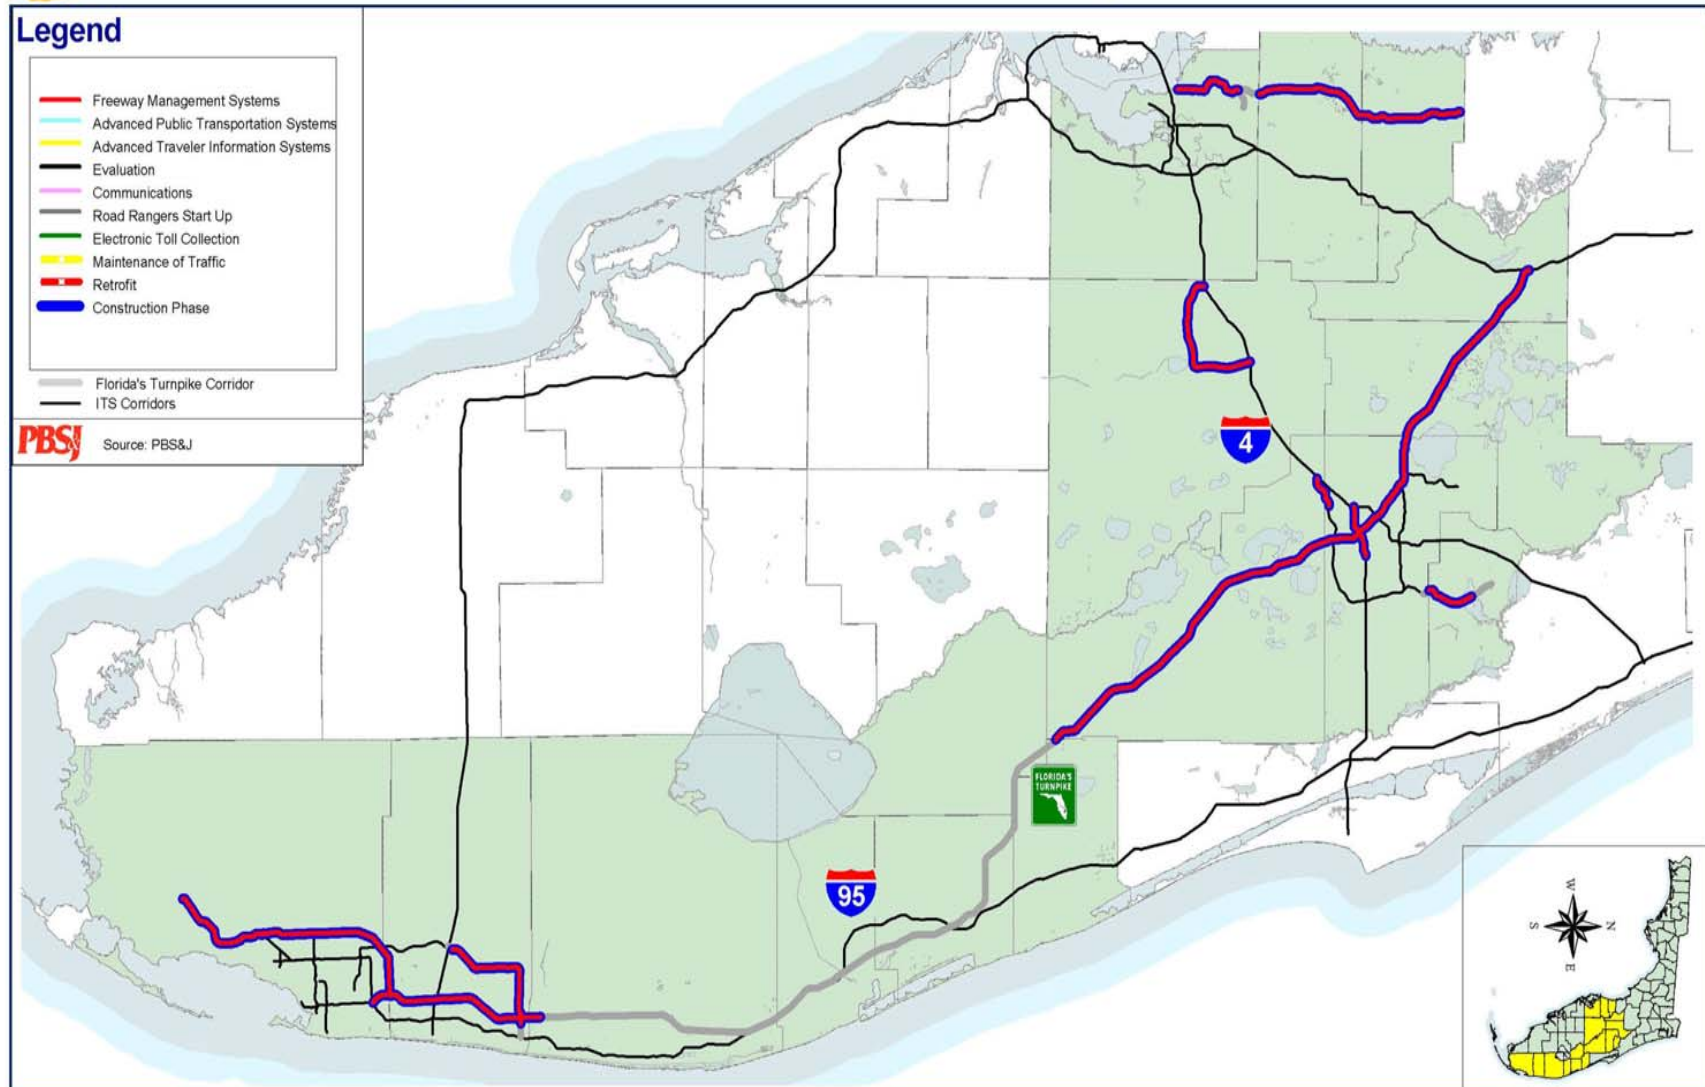 Legend
Freeway Management Systems
Advanced Public Transportation Systems
Advanced Traveler Information Systems
Evaluation
Communications
Road Rangers Start Up
Electronic Toll Collection
Maintenance of Traffic
Retrofit
Construction Phase
Florida's Turnpike Corridor
ITS Corridors
PBSJ
Source: PBS&J
4
FLORIDA'S
TURNPIKE
95
W
S
N
E